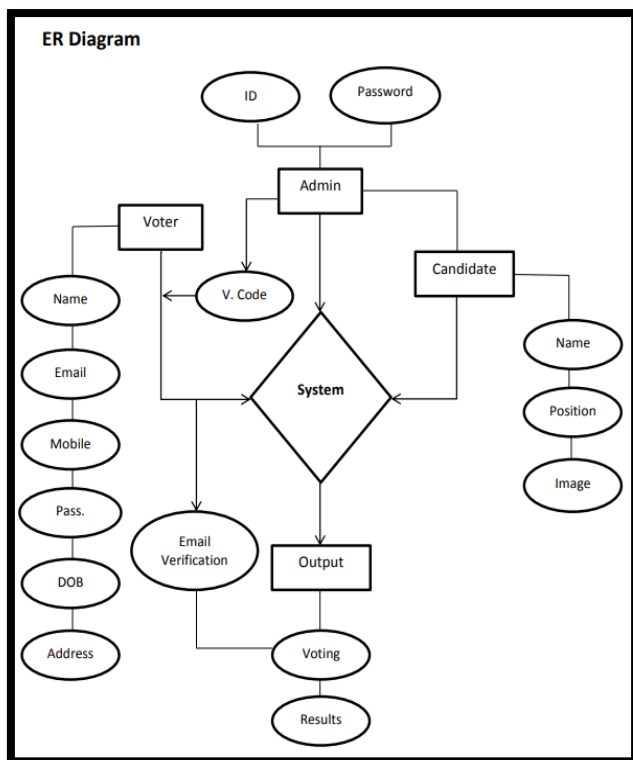 ER Diagram
ID
Password
Admin
Voter
V. Code
Candidate
Name
Email
Mobile
Pass.
DOB
Address
System
Name
Position
Image
Email
Verification
Output
Voting
Results